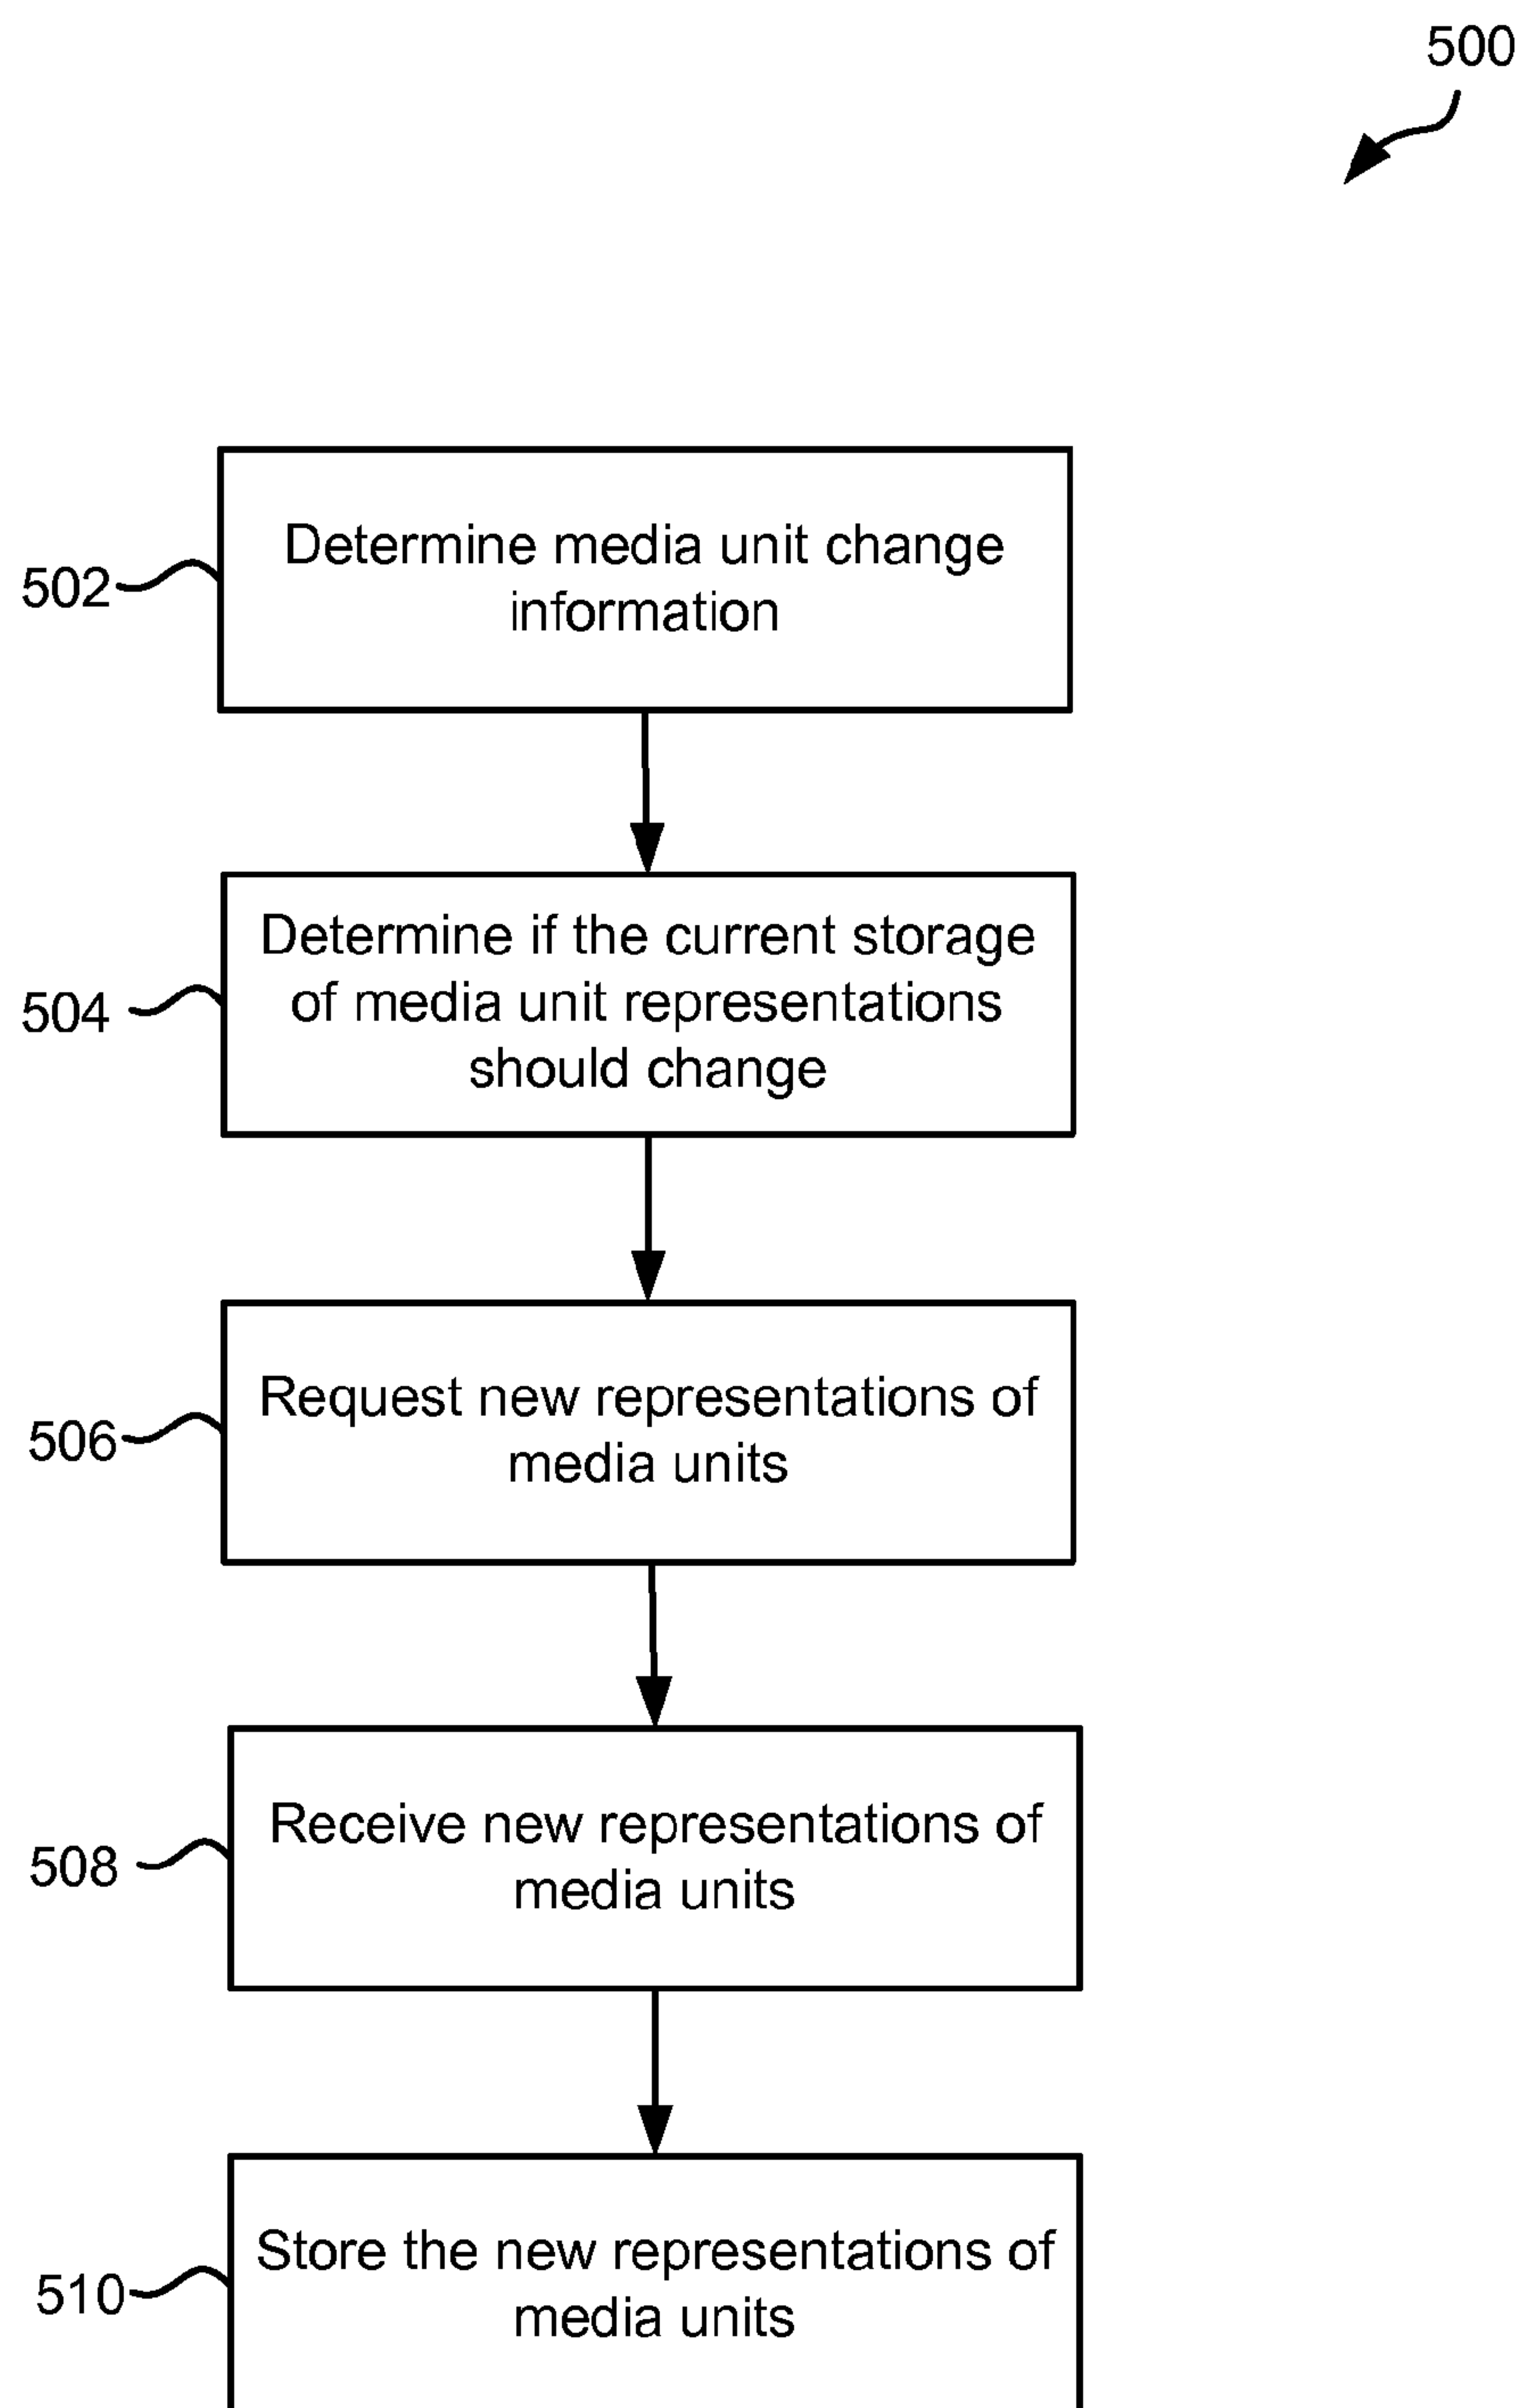 500
502
Determine media unit change
information
504
Determine if the current storage
of media unit representations
should change
506
Request new representations of
media units
508
Receive new representations of
media units
510
Store the new representations of
media units